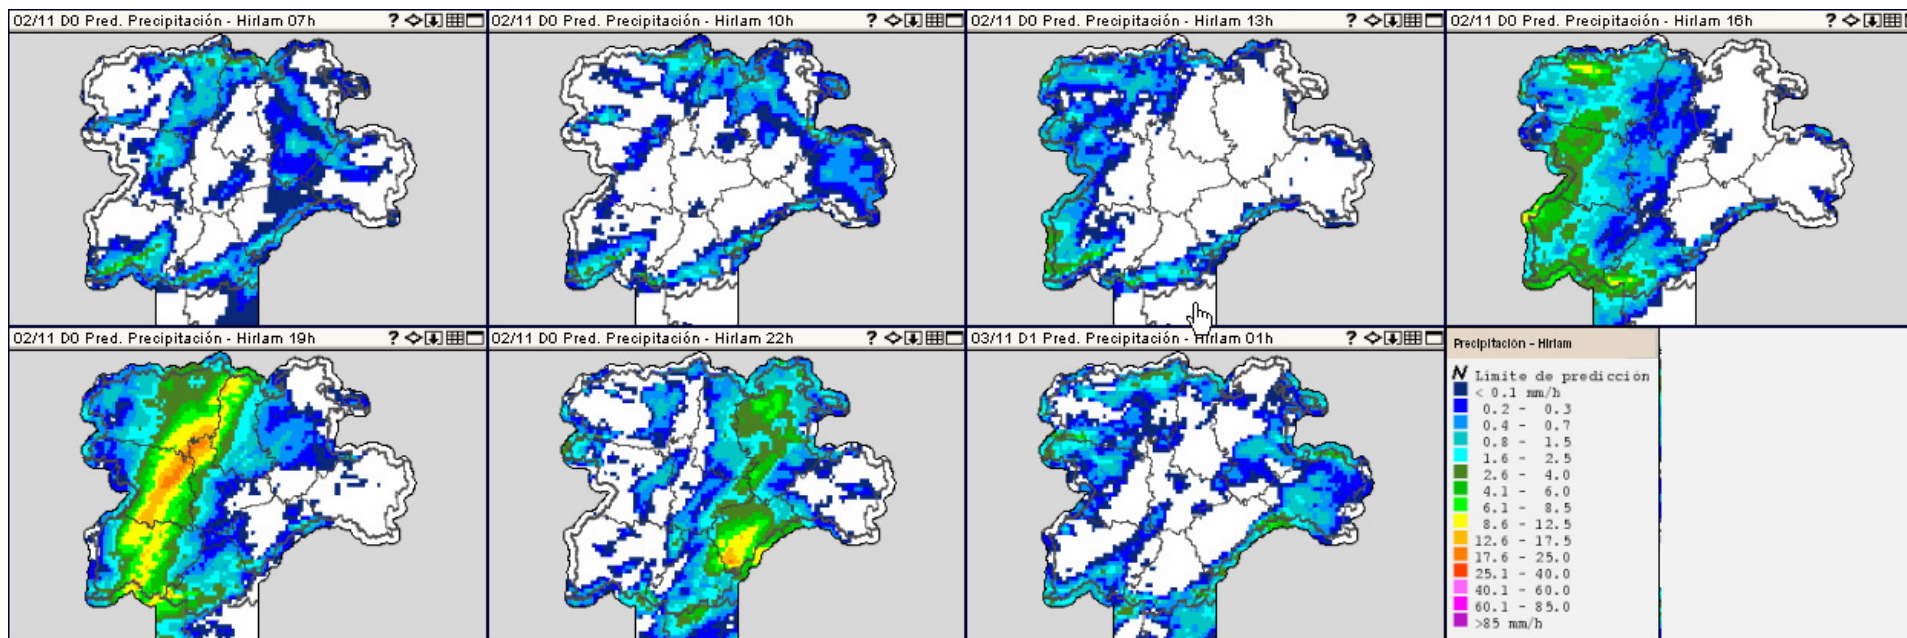 02/11 D0 Pred. Precipitación - Hirlam 07h ?
02/11 D0 Pred. Precipitación - Hirlam 10h ?
02/11 D0 Pred. Precipitación - Hirlam 13h ?
02/11 D0 Pred. Precipitación - Hirlam 16h ?
02/11 D0 Pred. Precipitación - Hirlam 19h ?
02/11 D0 Pred. Precipitación - Hirlam 22h ?
03/11 D1 Pred. Precipitación - Hirlam 01h ?
Precipitación - Hirlam
N Límite de predicción
< 0.1 mm/h
0.2 - 0.3
0.4 - 0.7
0.8 - 1.5
1.6 - 2.5
2.6 - 4.0
4.1 - 6.0
6.1 - 8.5
8.6 - 12.5
12.6 - 17.5
17.6 - 25.0
25.1 - 40.0
40.1 - 60.0
60.1 - 85.0
>85 mm/h